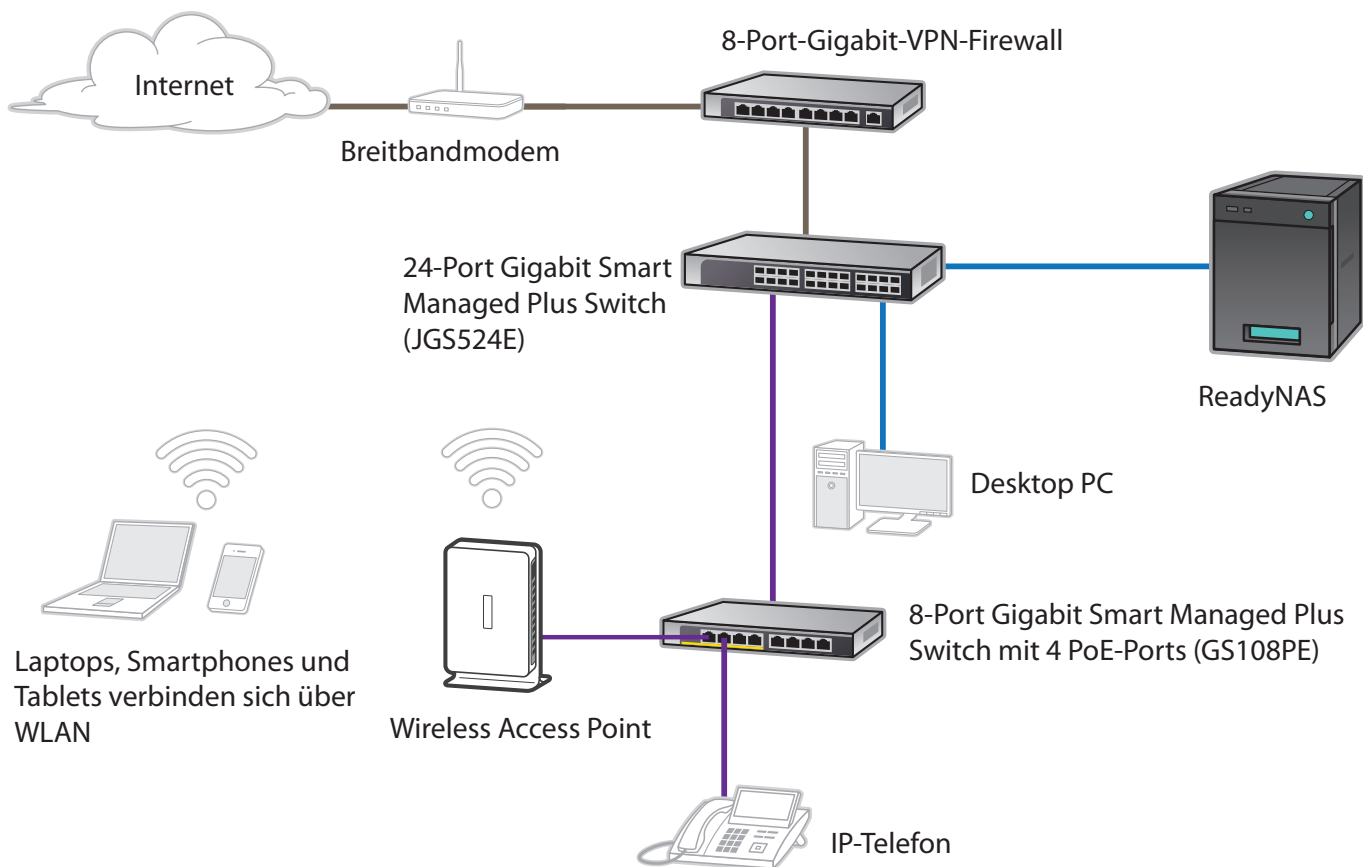 8-Port-Gigabit-VPN-Firewall
Internet
Breitbandmodem
24-Port Gigabit Smart
Managed Plus Switch
(JGS524E)
ReadyNAS
Desktop PC
8-Port Gigabit Smart Managed Plus
Switch mit 4 PoE-Ports (GS108PE)
Laptops, Smartphones und
Tablets verbinden sich über
WLAN
Wireless Access Point
IP-Telefon